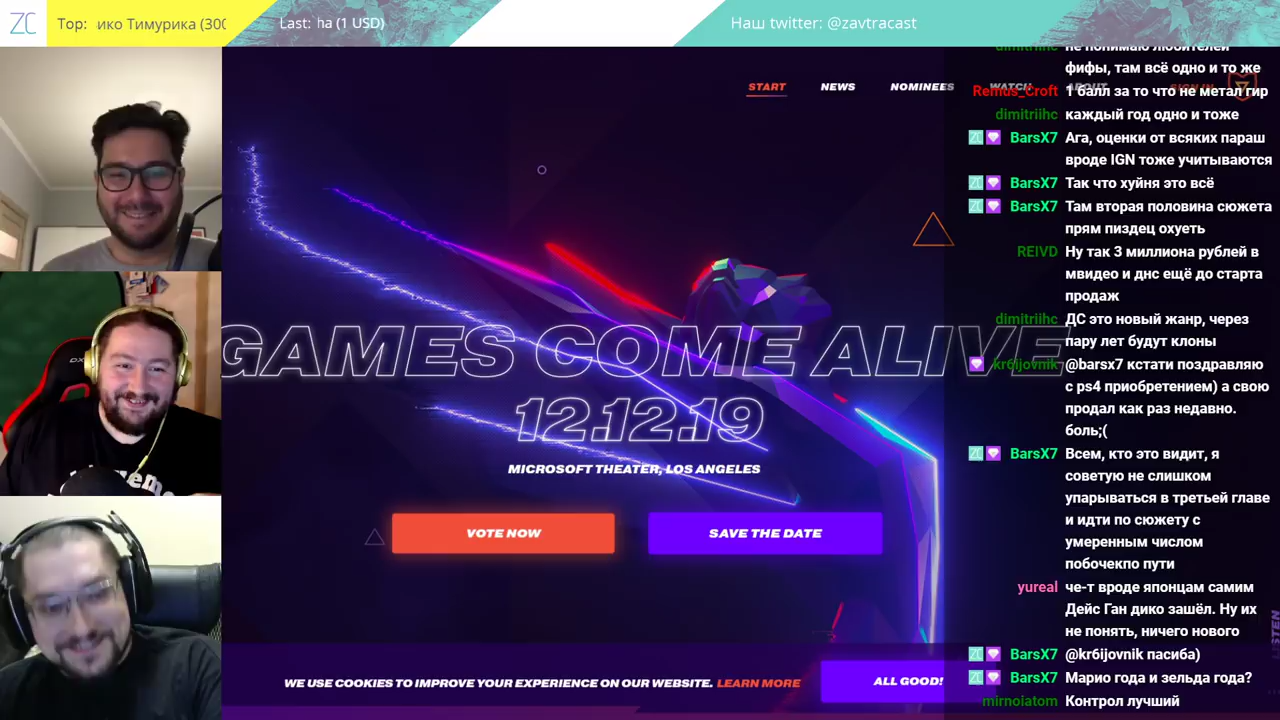 ZC
Top: ико Тимурика (300
Last: ha (1 USD)
Наш twitter: @zavtracast
START
NEWS
NOMINEES
WATCH
ABOUT
SIGN IN
GAMES COME ALIVE
12.12.19
MICROSOFT THEATER, LOS ANGELES
VOTE NOW
SAVE THE DATE
WE USE COOKIES TO IMPROVE YOUR EXPERIENCE ON OUR WEBSITE. LEARN MORE
ALL GOOD!
dimitriihc не понимаю любителей
фифы, там всё одно и то же
Remus_Croft 1 балл за то что не метал гир
dimitriihc каждый год одно и тоже
BarsX7 Ага, оценки от всяких параш
вроде IGN тоже учитываются
BarsX7 Так что хуйня это всё
BarsX7 Там вторая половина сюжета
прям пиздец охуеть
REIVD Ну так 3 миллиона рублей в
мвидео и днс ещё до старта
продаж
dimitriihc ДС это новый жанр, через
пару лет будут клоны
kr6ijovnik @barsx7 кстати поздравляю
с ps4 приобретением) а свою
продал как раз недавно.
боль;(
BarsX7 Всем, кто это видит, я
советую не слишком
упарываться в третьей главе
и идти по сюжету с
умеренным числом
побочекпо пути
yureal че-т вроде японцам самим
Дейс Ган дико зашёл. Ну их
не понять, ничего нового
BarsX7 @kr6ijovnik пасиба)
BarsX7 Марио года и зельда года?
mirnoiatom Контрол лучший